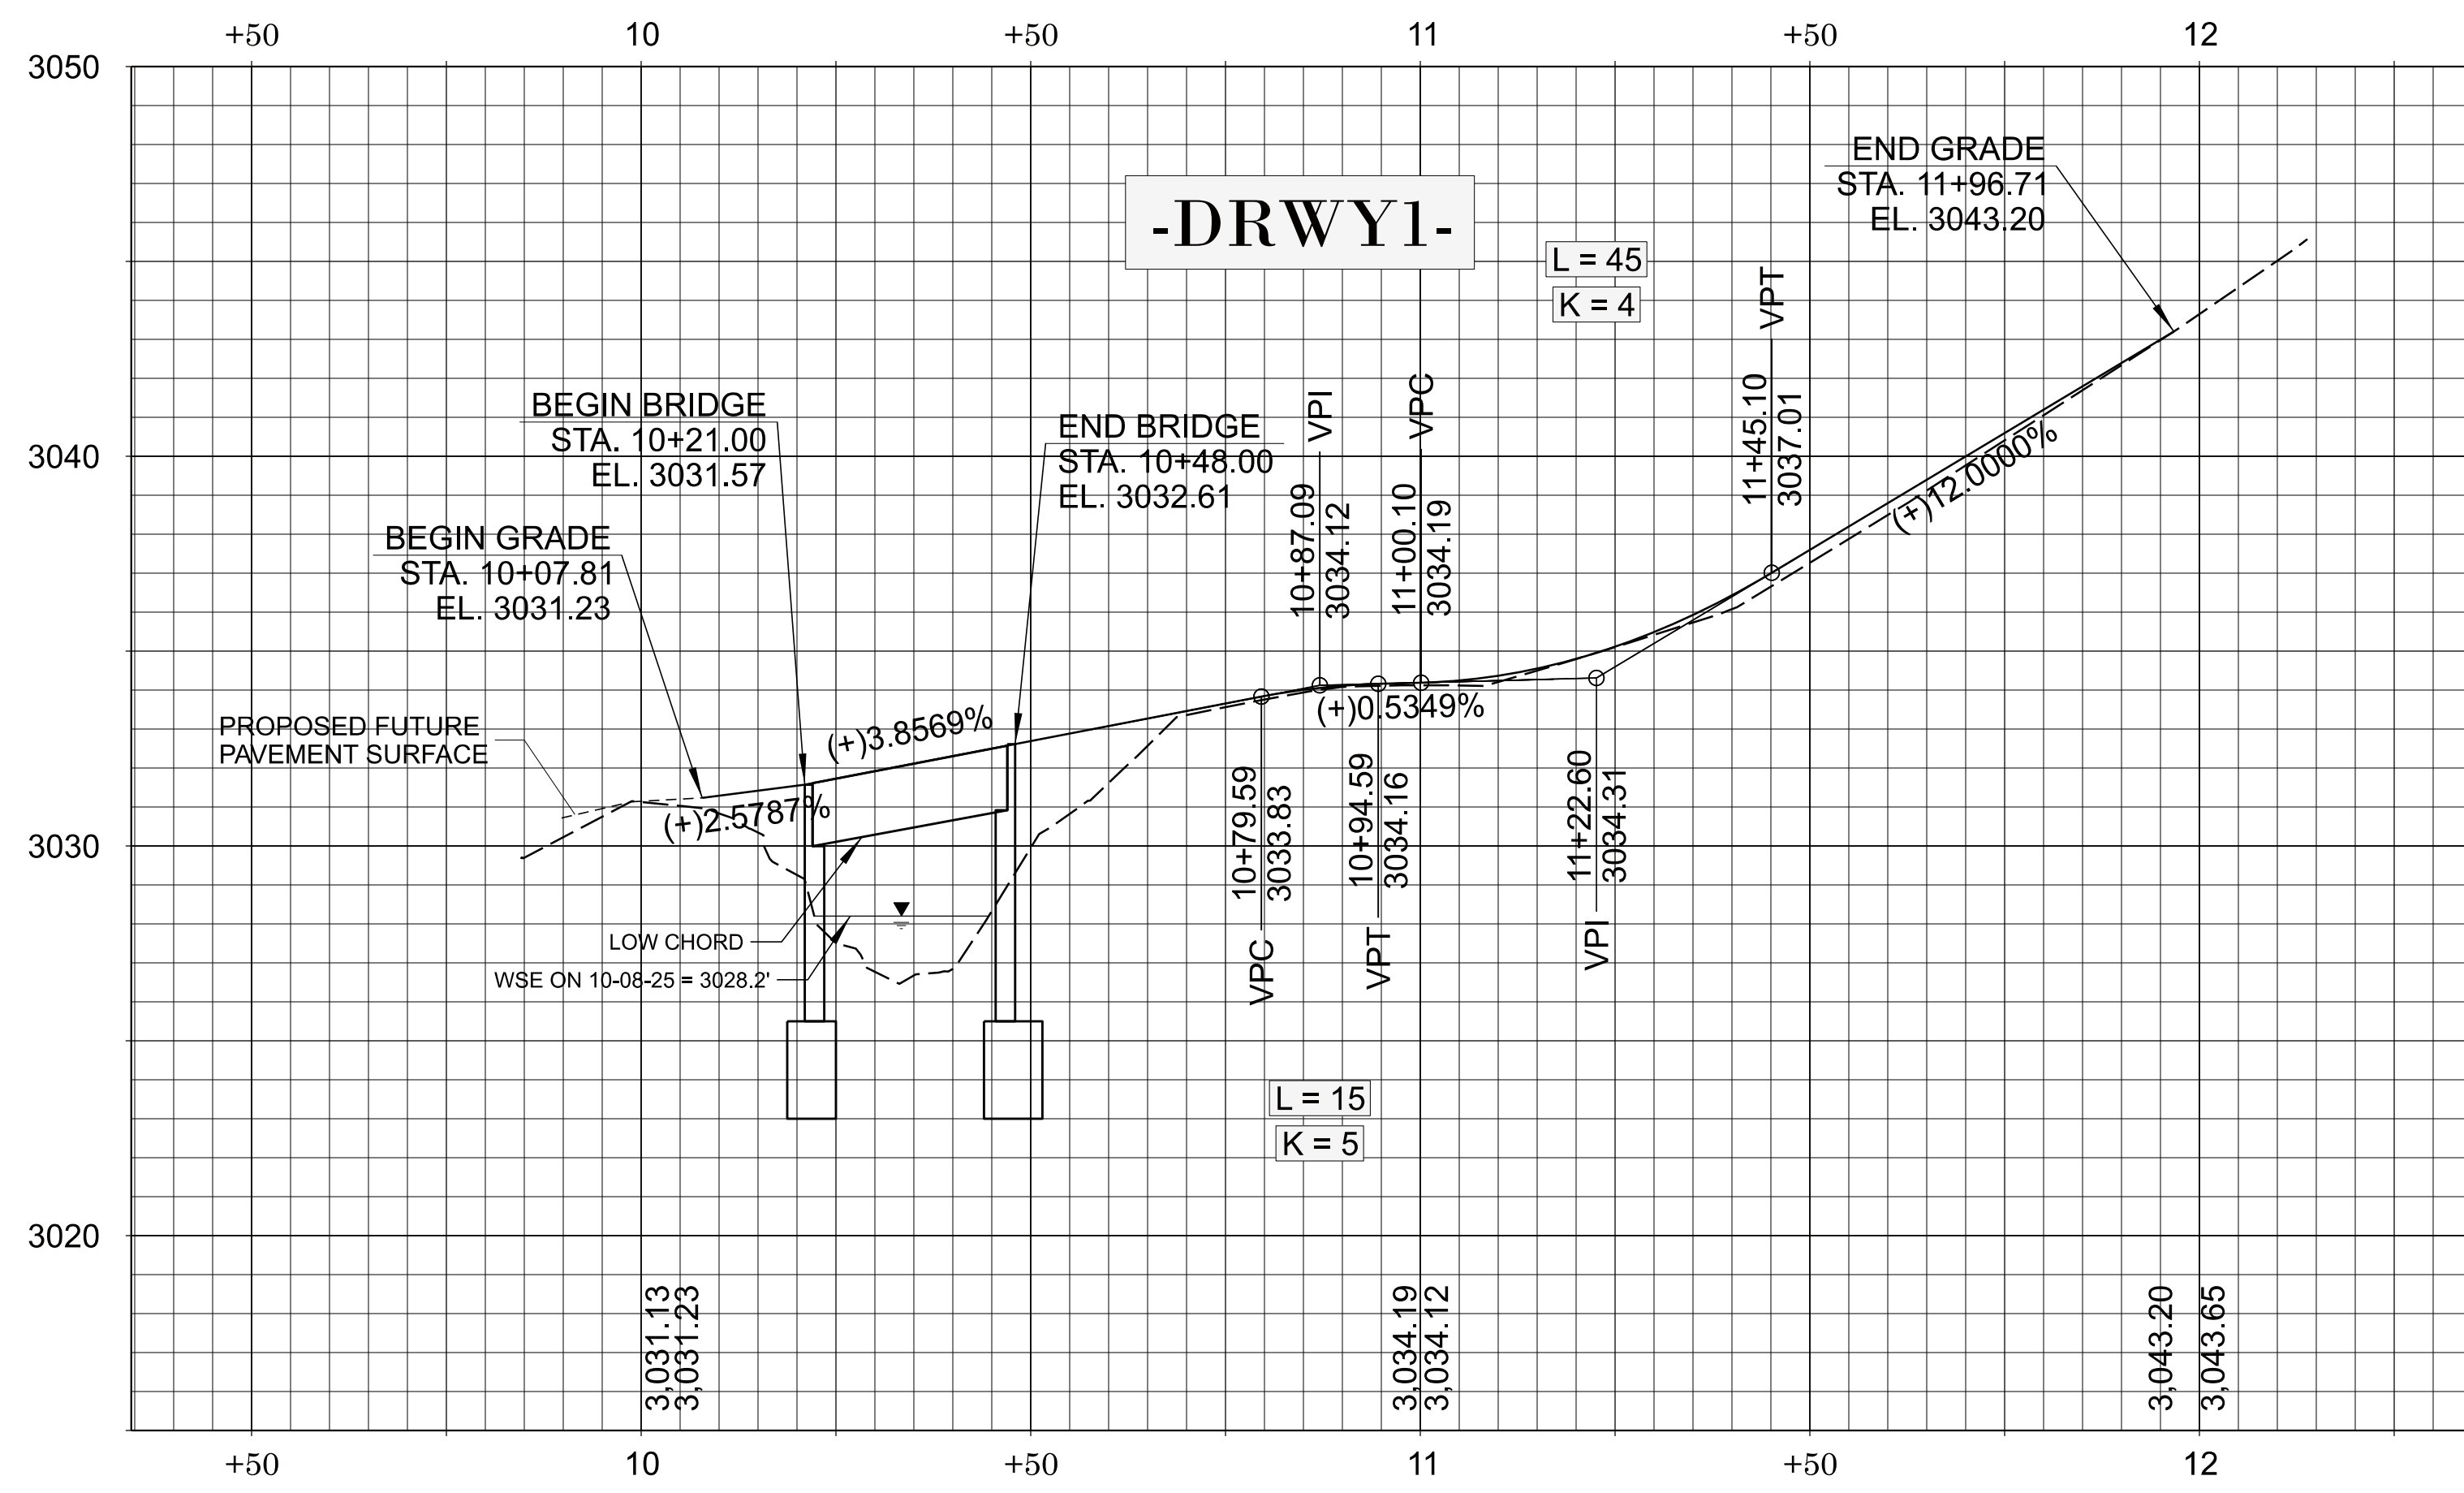 +50 10 +50 11 +50 12
3050
3040
3030
3020
-DRWY1-
L = 45
K = 4
END GRADE
STA. 11+96.71
EL. 3043.20
BEGIN BRIDGE
STA. 10+21.00
EL. 3031.57
END BRIDGE
STA. 10+48.00
EL. 3032.61
BEGIN GRADE
STA. 10+07.81
EL. 3031.23
VPI
10+87.09
3034.12
VPC
11+00.10
3034.19
VPT
11+45.10
3037.01
(+)12.0000%
PROPOSED FUTURE
PAVEMENT SURFACE
(+)3.8569%
(+)2.5787%
(+)0.5349%
10+79.59
3033.83
VPC
10+94.59
3034.16
VPT
11+22.60
3034.31
VPI
LOW CHORD
WSE ON 10-08-25 = 3028.2'
L = 15
K = 5
3,031.13
3,031.23
3,034.19
3,034.12
3,043.20
3,043.65
+50 10 +50 11 +50 12